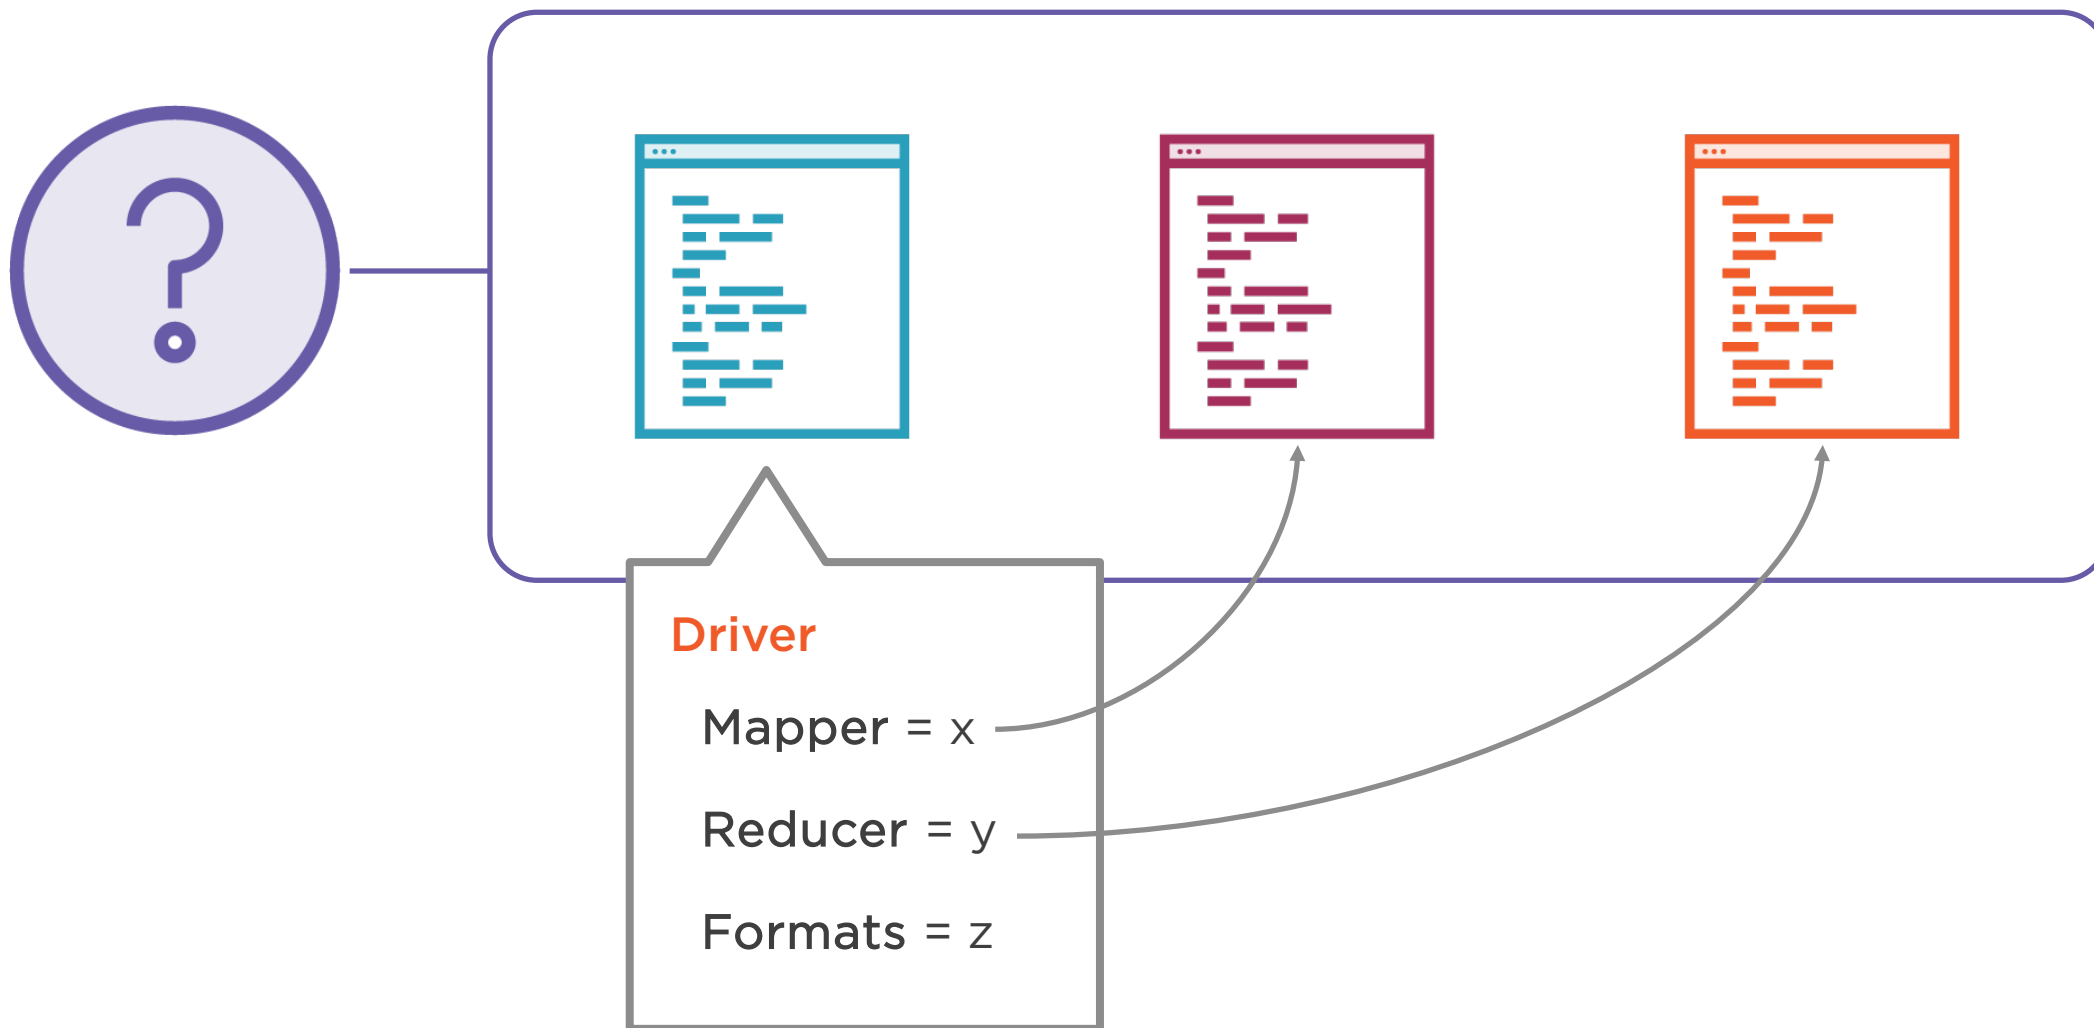 ?
Driver
Mapper = x
Reducer = y
Formats = z